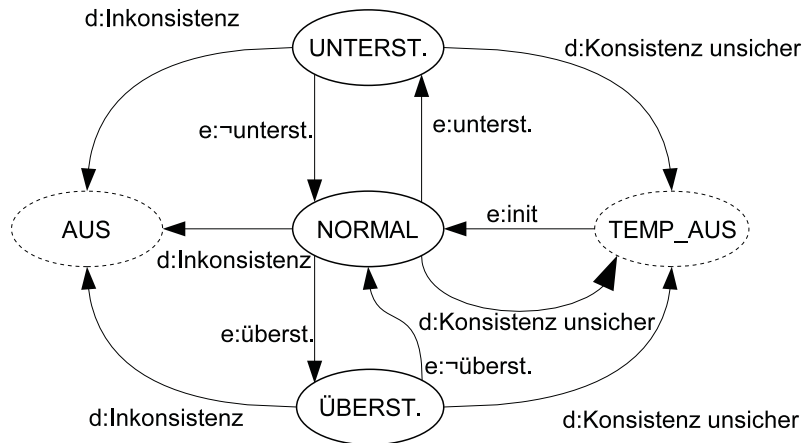 d:Inkonsistenz
UNTERST.
d:Konsistenz unsicher
e:¬unterst.
e:unterst.
e:init
AUS
NORMAL
TEMP_AUS
d:Inkonsistenz
d:Konsistenz unsicher
e:überst.
e:¬überst.
d:Inkonsistenz
ÜBERST.
d:Konsistenz unsicher